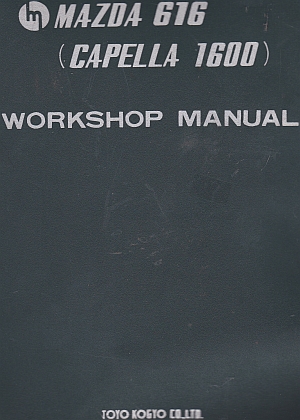 MAZDA 616
(CAPELLA 1600)
WORKSHOP MANUAL
TOYO KOGYO CO.,LTD.